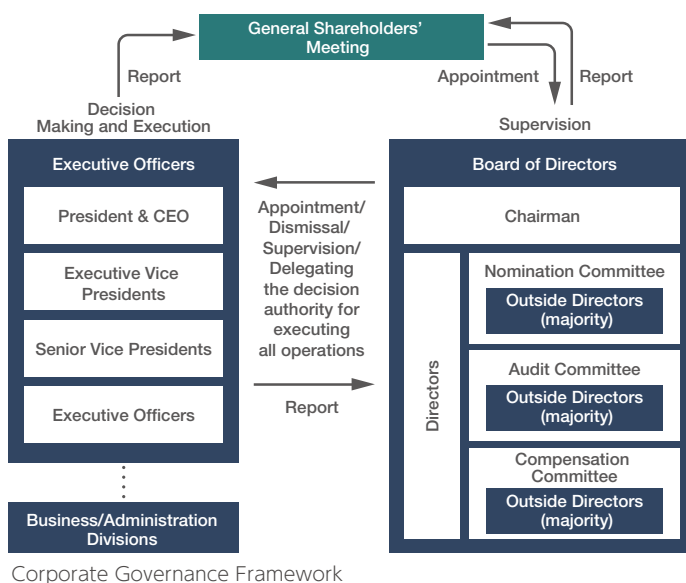 General Shareholders'
Meeting
Report
Appointment
Report
Decision
Making and Execution
Supervision
Executive Officers
President & CEO
Executive Vice
Presidents
Senior Vice Presidents
Executive Officers
Business/Administration
Divisions
Appointment/
Dismissal/
Supervision/
Delegating
the decision
authority for
executing
all operations
Report
Board of Directors
Chairman
Directors
Nomination Committee
Outside Directors
(majority)
Audit Committee
Outside Directors
(majority)
Compensation
Committee
Outside Directors
(majority)
Corporate Governance Framework